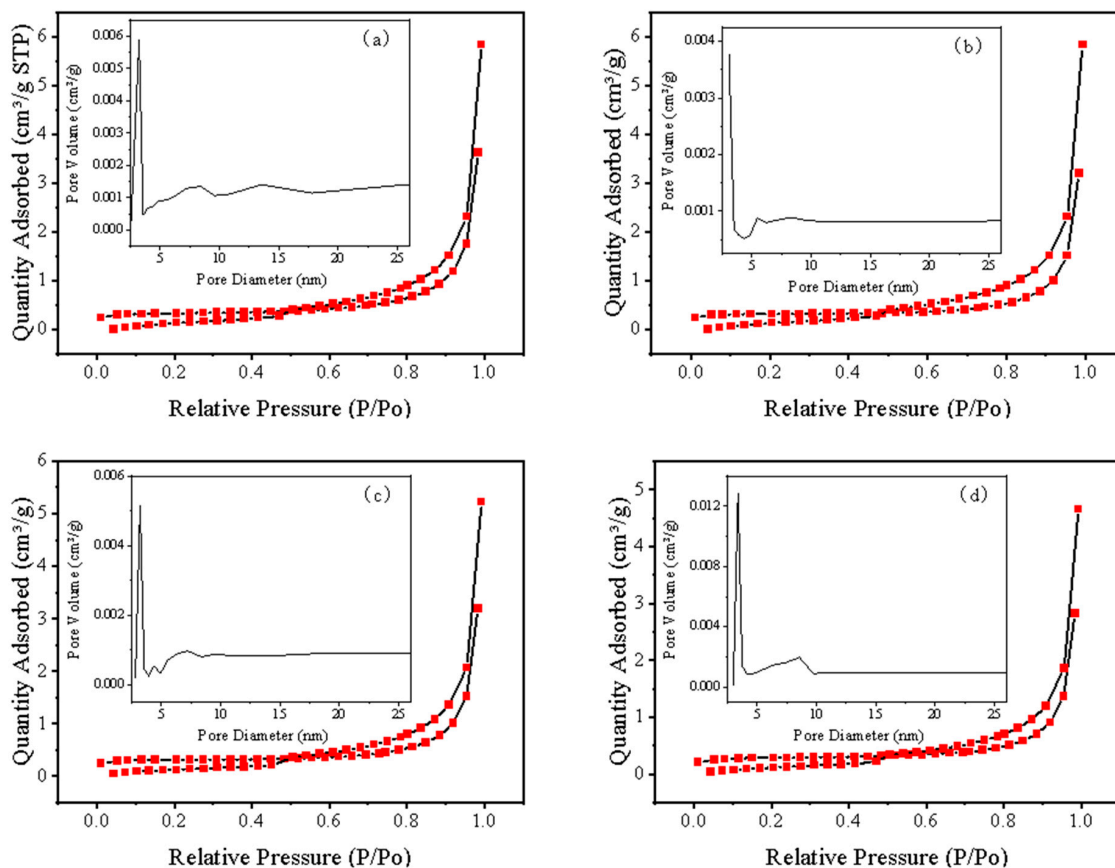 (a)
Quantity Adsorbed (cm³/g STP)
6
5
4
3
2
1
0
Pore Volume (cm³/g)
0.006
0.005
0.004
0.003
0.002
0.001
0.000
5 10 15 20 25
Pore Diameter (nm)
0.0 0.2 0.4 0.6 0.8 1.0
Relative Pressure (P/Po)
(b)
Quantity Adsorbed (cm³/g)
6
5
4
3
2
1
0
Pore Volume (cm³/g)
0.004
0.003
0.002
0.001
5 10 15 20 25
Pore Diameter (nm)
0.0 0.2 0.4 0.6 0.8 1.0
Relative Pressure (P/Po)
(c)
Quantity Adsorbed (cm³/g)
6
5
4
3
2
1
0
Pore Volume (cm³/g)
0.006
0.004
0.002
0.000
5 10 15 20 25
Pore Diameter (nm)
0.0 0.2 0.4 0.6 0.8 1.0
Relative Pressure (P/Po)
(d)
Quantity Adsorbed (cm³/g)
5
4
3
2
1
0
Pore Volume (cm³/g)
0.012
0.008
0.004
0.000
5 10 15 20 25
Pore Diameter (nm)
0.0 0.2 0.4 0.6 0.8 1.0
Relative Pressure (P/Po)